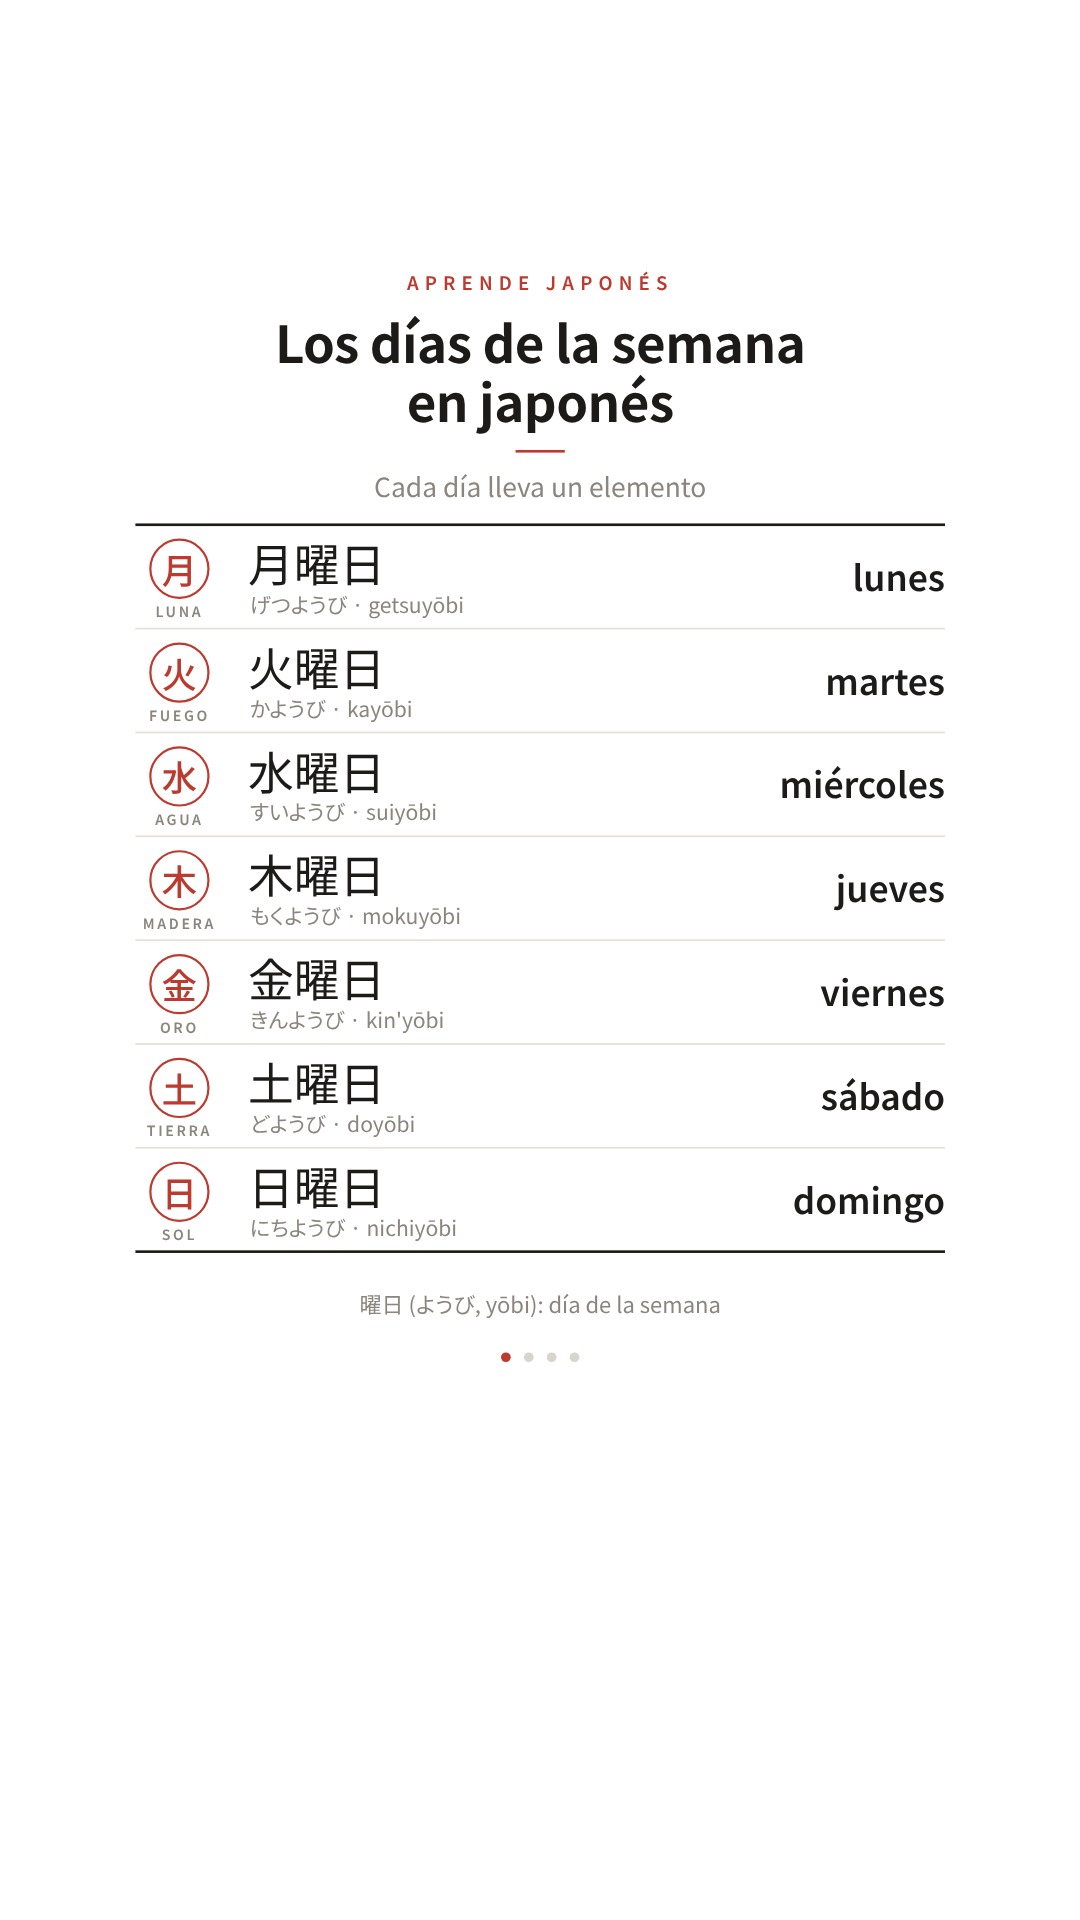 APRENDE JAPONÉS
Los días de la semana
en japonés
Cada día lleva un elemento
月
LUNA
月曜日
げつようび · getsuyōbi
lunes
火
FUEGO
火曜日
かようび · kayōbi
martes
水
AGUA
水曜日
すいようび · suiyōbi
miércoles
木
MADERA
木曜日
もくようび · mokuyōbi
jueves
金
ORO
金曜日
きんようび · kin'yōbi
viernes
土
TIERRA
土曜日
どようび · doyōbi
sábado
日
SOL
日曜日
にちようび · nichiyōbi
domingo
曜日 (ようび, yōbi): día de la semana